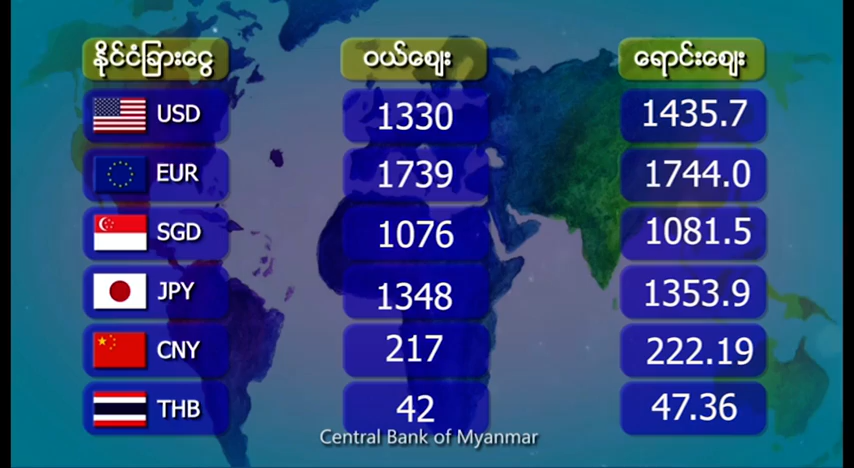 နိုင်ငံခြားငွေ ဝယ်ဈေး ရောင်းဈေး
USD 1330 1435.7
EUR 1739 1744.0
SGD 1076 1081.5
JPY 1348 1353.9
CNY 217 222.19
THB 42 47.36
Central Bank of Myanmar